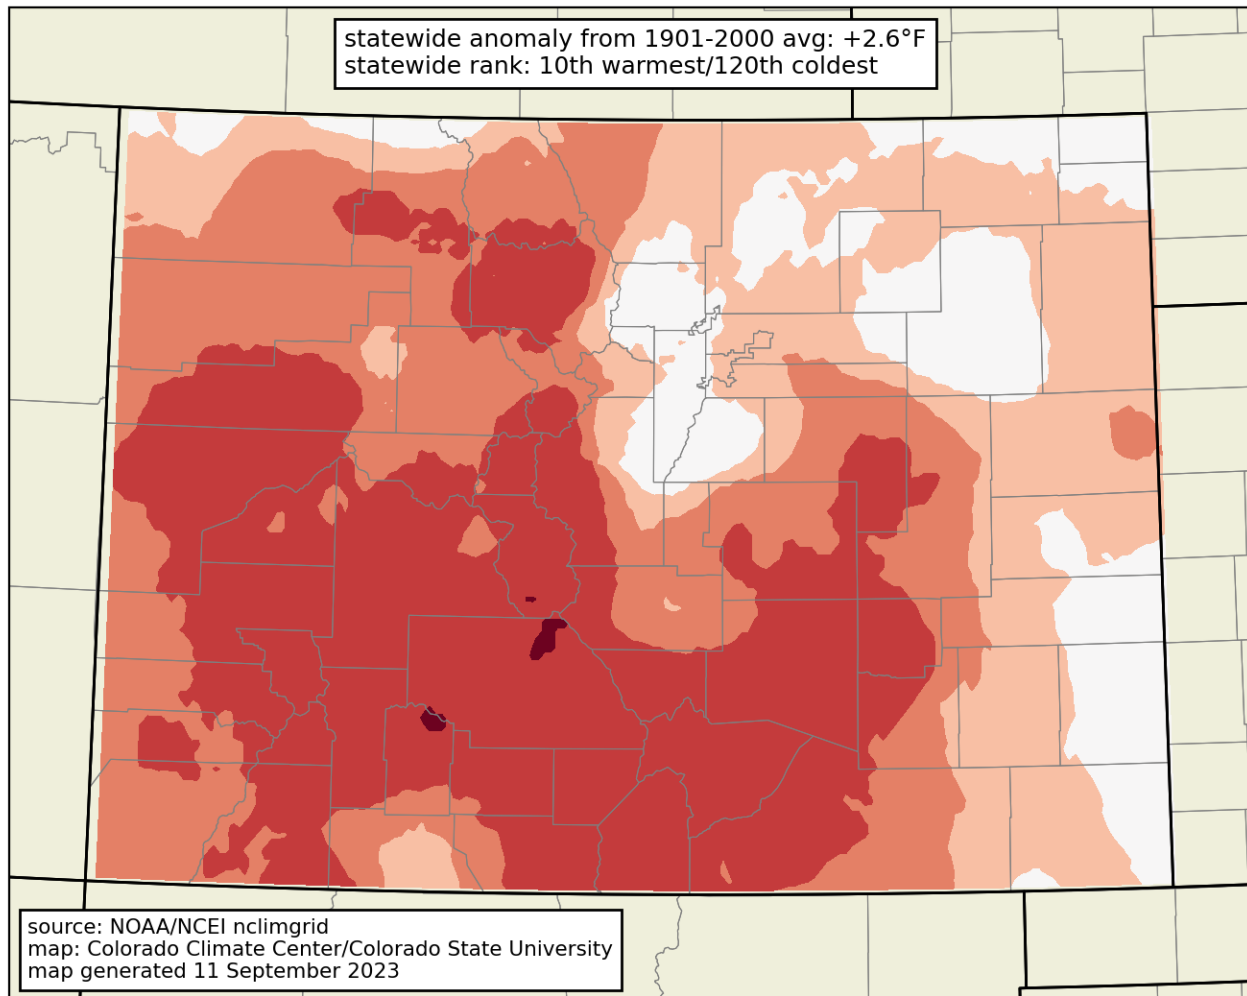 statewide anomaly from 1901-2000 avg: +2.6°F
statewide rank: 10th warmest/120th coldest
source: NOAA/NCEI nclimgrid
map: Colorado Climate Center/Colorado State University
map generated 11 September 2023